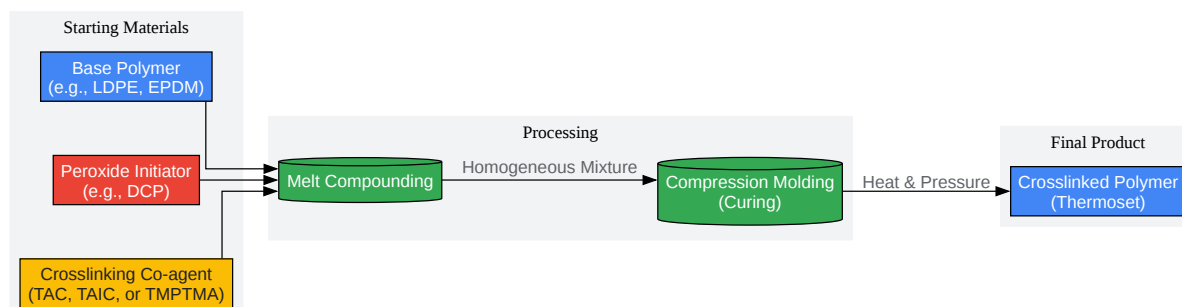 Starting Materials
Base Polymer
(e.g., LDPE, EPDM)
Peroxide Initiator
(e.g., DCP)
Crosslinking Co-agent
(TAC, TAIC, or TMPTMA)
Processing
Melt Compounding
Homogeneous Mixture
Compression Molding
(Curing)
Heat & Pressure
Final Product
Crosslinked Polymer
(Thermoset)